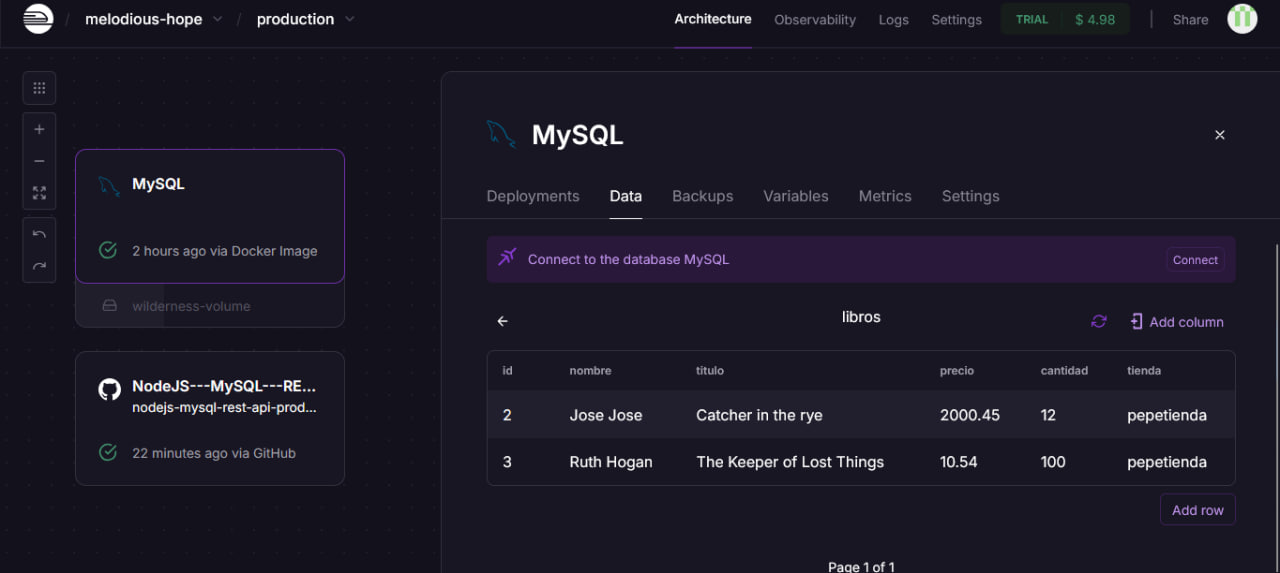 / melodious-hope / production
Architecture Observability Logs Settings TRIAL $ 4.98 Share
MySQL
2 hours ago via Docker Image
wilderness-volume
NodeJS---MySQL---RE...
nodejs-mysql-rest-api-prod...
22 minutes ago via GitHub
MySQL
Deployments Data Backups Variables Metrics Settings
Connect to the database MySQL Connect
libros Add column
id nombre titulo precio cantidad tienda
2 Jose Jose Catcher in the rye 2000.45 12 pepetienda
3 Ruth Hogan The Keeper of Lost Things 10.54 100 pepetienda
Add row
Page 1 of 1